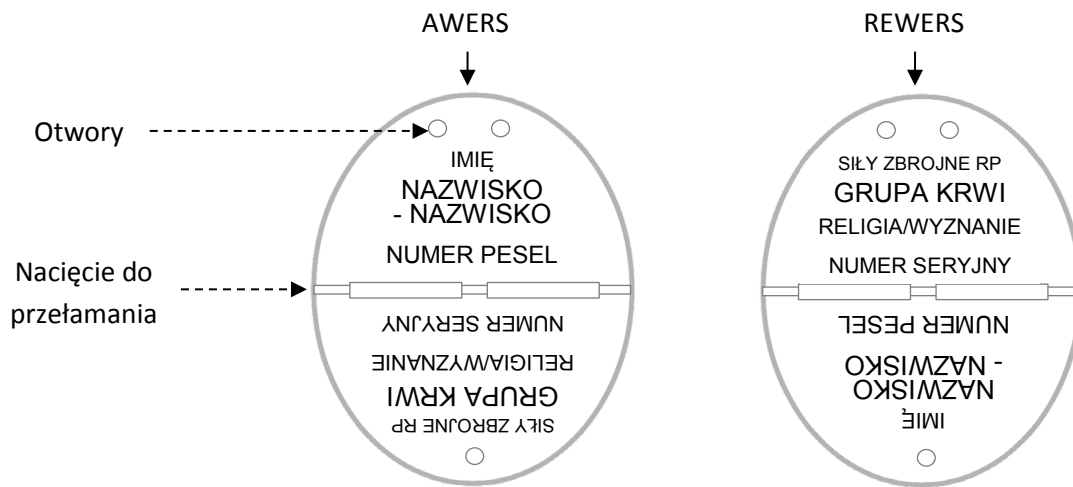 AWERS
REWERS
Otwory
IMIĘ
NAZWISKO
- NAZWISKO
NUMER PESEL
Nacięcie do
przełamania
NUMER SERYJNY
RELIGIA/WYZNANIE
GRUPA KRWI
SIŁY ZBROJNE RP
SIŁY ZBROJNE RP
GRUPA KRWI
RELIGIA/WYZNANIE
NUMER SERYJNY
NUMER PESEL
- NAZWISKO
NAZWISKO
IMIĘ